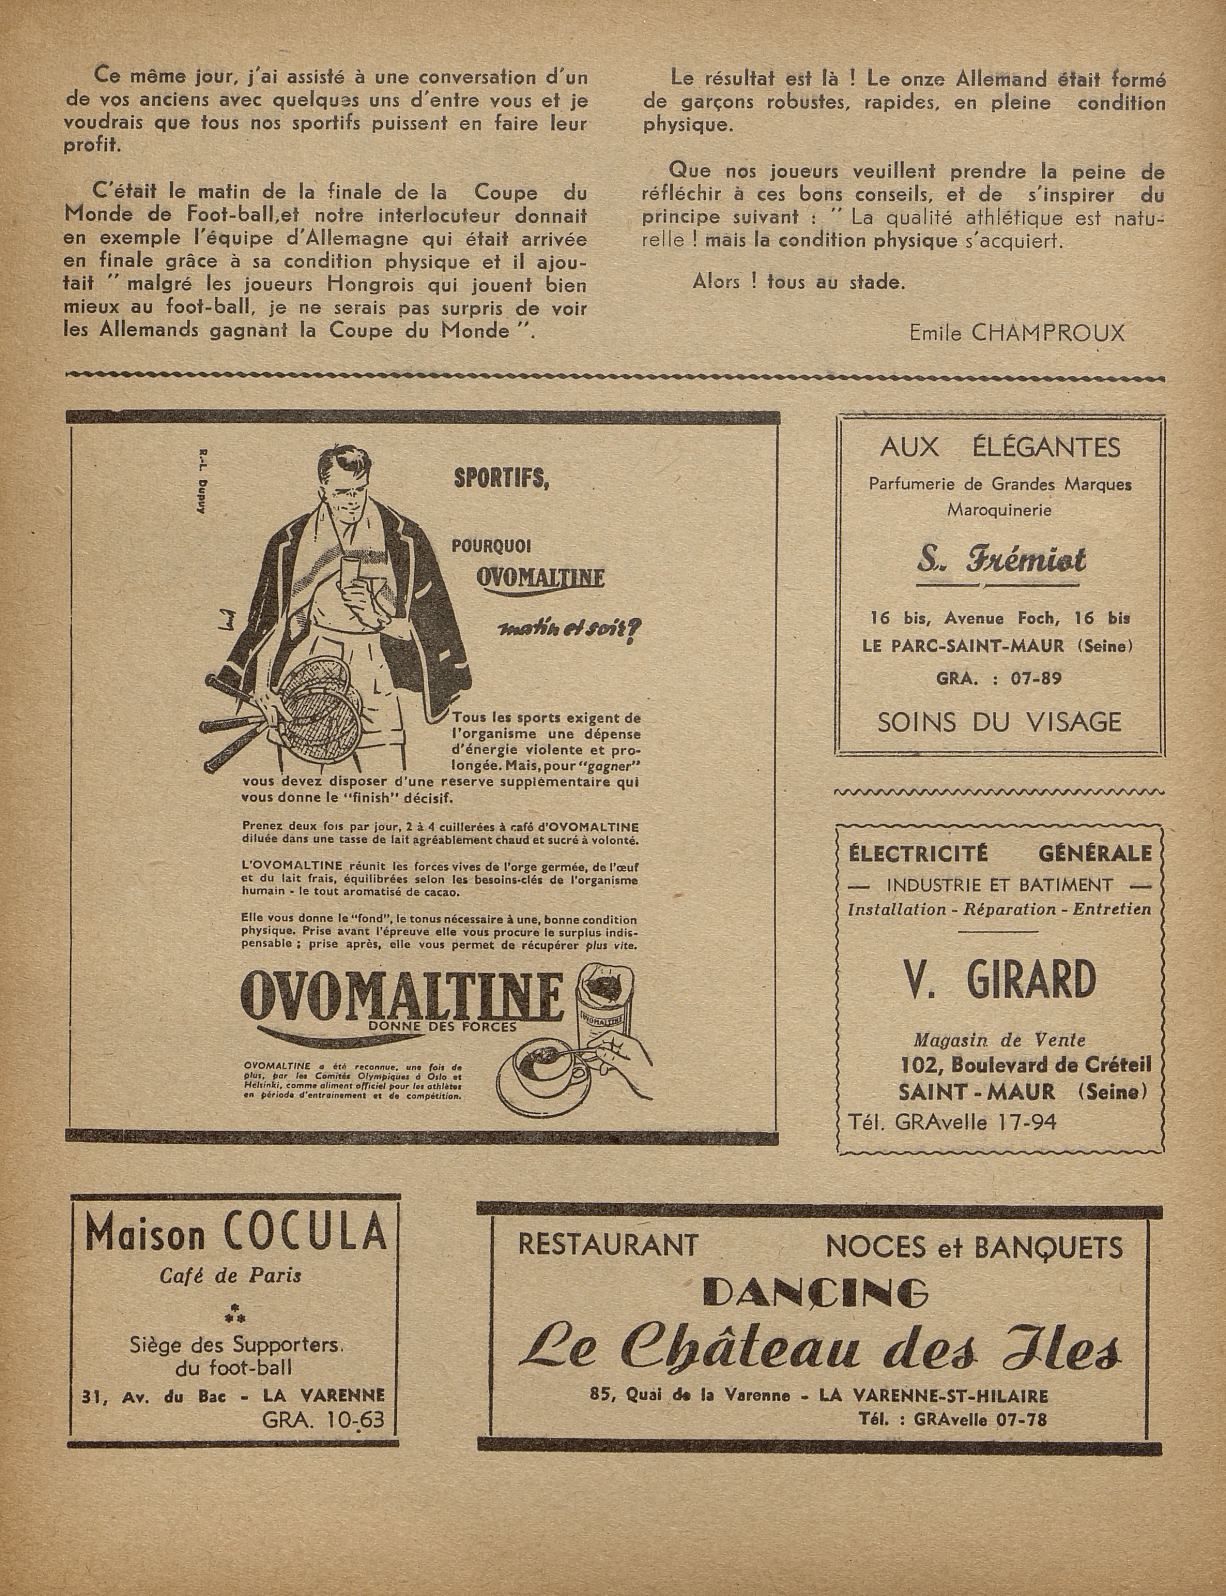 Ce même jour, j'ai assisté à une conversation d'un
de vos anciens avec quelques uns d'entre vous et je
voudrais que tous nos sportifs puissent en faire leur
profit.
C'était le matin de la finale de la Coupe du
Monde de Foot-ball,et notre interlocuteur donnait
en exemple l'équipe d'Allemagne qui était arrivée
en finale grâce à sa condition physique et il ajou-
tait " malgré les joueurs Hongrois qui jouent bien
mieux au foot-ball, je ne serais pas surpris de voir
les Allemands gagnant la Coupe du Monde ".
Le résultat est là ! Le onze Allemand était formé
de garçons robustes, rapides, en pleine condition
physique.
Que nos joueurs veuillent prendre la peine de
réfléchir à ces bons conseils, et de s'inspirer du
principe suivant : " La qualité athlétique est natu-
relle ! mais la condition physique s'acquiert.
Alors ! tous au stade.
Emile CHAMPROUX
R.-L. Dupuy
SPORTIFS,
POURQUOI
OVOMALTINE
matin et soir?
Tous les sports exigent de
l'organisme une dépense
d'énergie violente et pro-
longée. Mais, pour "gagner"
vous devez disposer d'une reserve supplémentaire qui
vous donne le "finish" décisif.
Prenez deux fois par jour, 2 à 4 cuillerées à café d'OVOMALTINE
diluée dans une tasse de lait agréablement chaud et sucré à volonté.
L'OVOMALTINE réunit les forces vives de l'orge germée, de l'œuf
et du lait frais, équilibrées selon les besoins-clés de l'organisme
humain - le tout aromatisé de cacao.
Elle vous donne le "fond", le tonus nécessaire à une, bonne condition
physique. Prise avant l'épreuve elle vous procure le surplus indis-
pensable ; prise après, elle vous permet de récupérer plus vite.
OVOMALTINE
DONNE DES FORCES
OVOMALTINE
OVOMALTINE a été reconnue, une fois de
plus, par les Comités Olympiques à Oslo et
Helsinki, comme aliment officiel pour les athlètes
en période d'entrainement et de compétition.
AUX ÉLÉGANTES
Parfumerie de Grandes Marques
Maroquinerie
S. Frémiot
16 bis, Avenue Foch, 16 bis
LE PARC-SAINT-MAUR (Seine)
GRA. : 07-89
SOINS DU VISAGE
ÉLECTRICITÉ GÉNÉRALE
— INDUSTRIE ET BATIMENT —
Installation - Réparation - Entretien
V. GIRARD
Magasin de Vente
102, Boulevard de Créteil
SAINT - MAUR (Seine)
Tél. GRAvelle 17-94
Maison COCULA
Café de Paris
Siège des Supporters.
du foot-ball
31, Av. du Bac - LA VARENNE
GRA. 10-63
RESTAURANT NOCES et BANQUETS
DANCING
Le Château des Iles
85, Quai de la Varenne - LA VARENNE-ST-HILAIRE
Tél. : GRAvelle 07-78